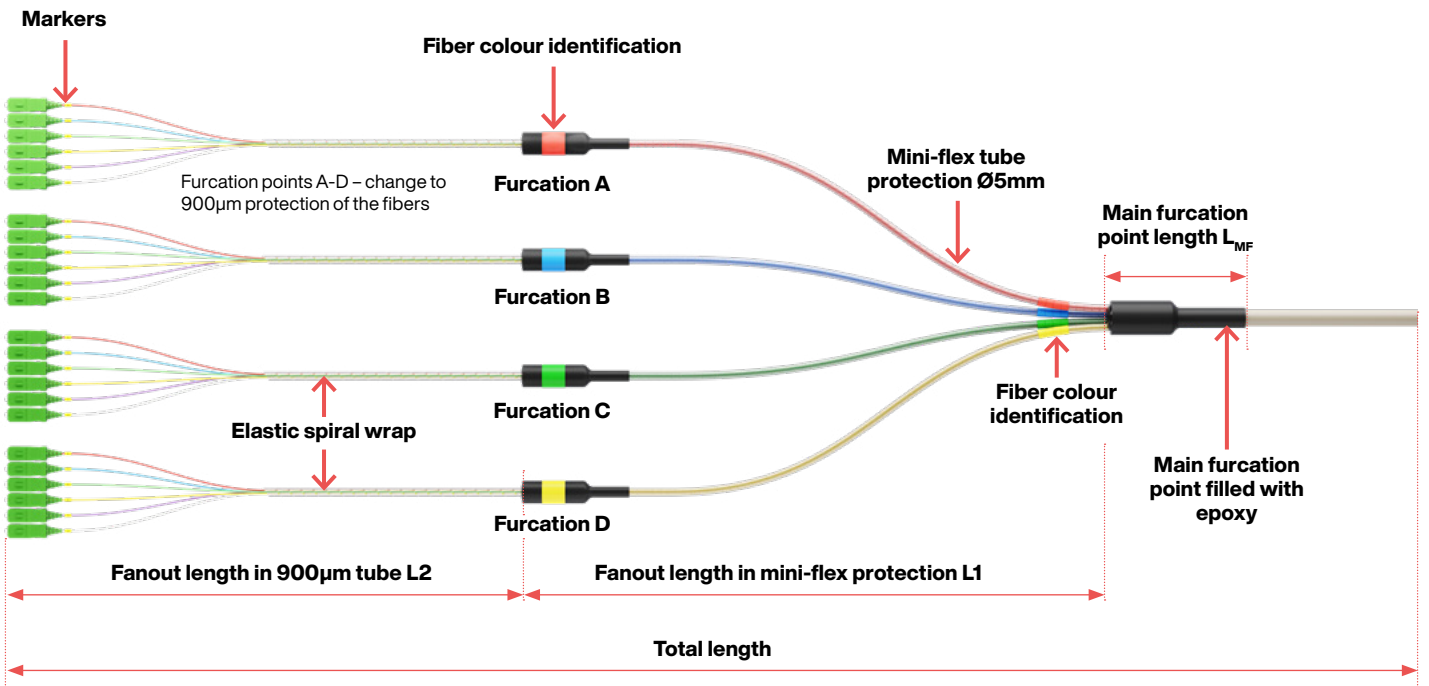 Markers
Fiber colour identification
Furcation points A-D – change to
900µm protection of the fibers
Furcation A
Mini-flex tube
protection Ø5mm
Main furcation
point length LMF
Furcation B
Furcation C
Fiber colour
identification
Elastic spiral wrap
Main furcation
point filled with
epoxy
Furcation D
Fanout length in 900µm tube L2
Fanout length in mini-flex protection L1
Total length